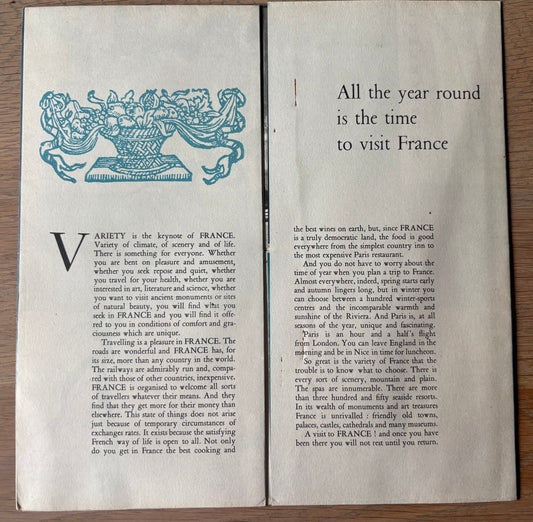 VARIETY is the keynote of FRANCE.
Variety of climate, of scenery and of life.
There is something for everyone. Whether
you are bent on pleasure and amusement,
whether you seek repose and quiet, whether
you travel for your health, whether you are
interested in art, literature and science, whether
you want to visit ancient monuments or sites
of natural beauty, you will find what you
seek in FRANCE and you will find it offe-
red to you in conditions of comfort and gra-
ciousness which are unique.
Travelling is a pleasure in FRANCE. The
roads are wonderful and FRANCE has, for
its size, more than any country in the world.
The railways are admirably run and, compa-
red with those of other countries, inexpensive.
FRANCE is organised to welcome all sorts
of travellers whatever their means. And they
find that they get more for their money than
elsewhere. This state of things does not arise
just because of temporary circumstances of
exchanges rates. It exists because the satisfying
French way of life is open to all. Not only
do you get in France the best cooking and
All the year round
is the time
to visit France
the best wines on earth, but, since FRANCE
is a truly democratic land, the food is good
everywhere from the simplest country inn to
the most expensive Paris restaurant.
And you do not have to worry about the
time of year when you plan a trip to France.
Almost everywhere, indeed, spring starts early
and autumn lingers long, but in winter you
can choose between a hundred winter-sports
centres and the incomparable warmth and
sunshine of the Riviera. And Paris is, at all
seasons of the year, unique and fascinating.
Paris is an hour and a half's flight
from London. You can leave England in the
morning and be in Nice in time for luncheon.
So great is the variety of France that the
trouble is to know what to choose. There is
every sort of scenery, mountain and plain.
The spas are innumerable. There are more
than three hundred and fifty seaside resorts.
In its wealth of monuments and art treasures
France is unrivalled : friendly old towns,
palaces, castles, cathedrals and many museums.
A visit to FRANCE ! and once you have
been there you will not rest until you return.